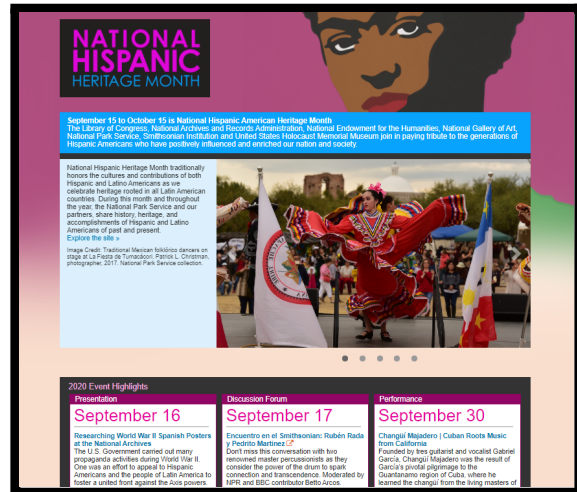 NATIONAL
HISPANIC
HERITAGE MONTH
September 15 to October 15 is National Hispanic American Heritage Month
The Library of Congress, National Archives and Records Administration, National Endowment for the Humanities, National Gallery of Art,
National Park Service, Smithsonian Institution and United States Holocaust Memorial Museum join in paying tribute to the generations of
Hispanic Americans who have positively influenced and enriched our nation and society.
National Hispanic Heritage Month traditionally
honors the cultures and contributions of both
Hispanic and Latino Americans as we
celebrate heritage rooted in all Latin American
countries. During this month and throughout
the year, the National Park Service and our
partners, share history, heritage, and
accomplishments of Hispanic and Latino
Americans of past and present.
Explore the site »
Image Credit: Traditional Mexican folklórico dancers on
stage at La Fiesta de Tumacácori. Patrick L. Christman,
photographer, 2017. National Park Service collection.
2020 Event Highlights
Presentation
September 16
Researching World War II Spanish Posters
at the National Archives
The U.S. Government carried out many
propaganda activities during World War II.
One was an effort to appeal to Hispanic
Americans and the people of Latin America to
foster a united front against the Axis powers.
Discussion Forum
September 17
Encuentro en el Smithsonian: Rubén Rada
y Pedrito Martinez
Don't miss this conversation with two
renowned master percussionists as they
consider the power of the drum to spark
connection and transcendence. Moderated by
NPR and BBC contributor Betto Arcos.
Performance
September 30
Changüí Majadero | Cuban Roots Music
from California
Founded by tres guitarist and vocalist Gabriel
García, Changüí Majadero was the result of
García's pivotal pilgrimage to the
Guantanamo region of Cuba, where he
learned the changüí from the living masters of